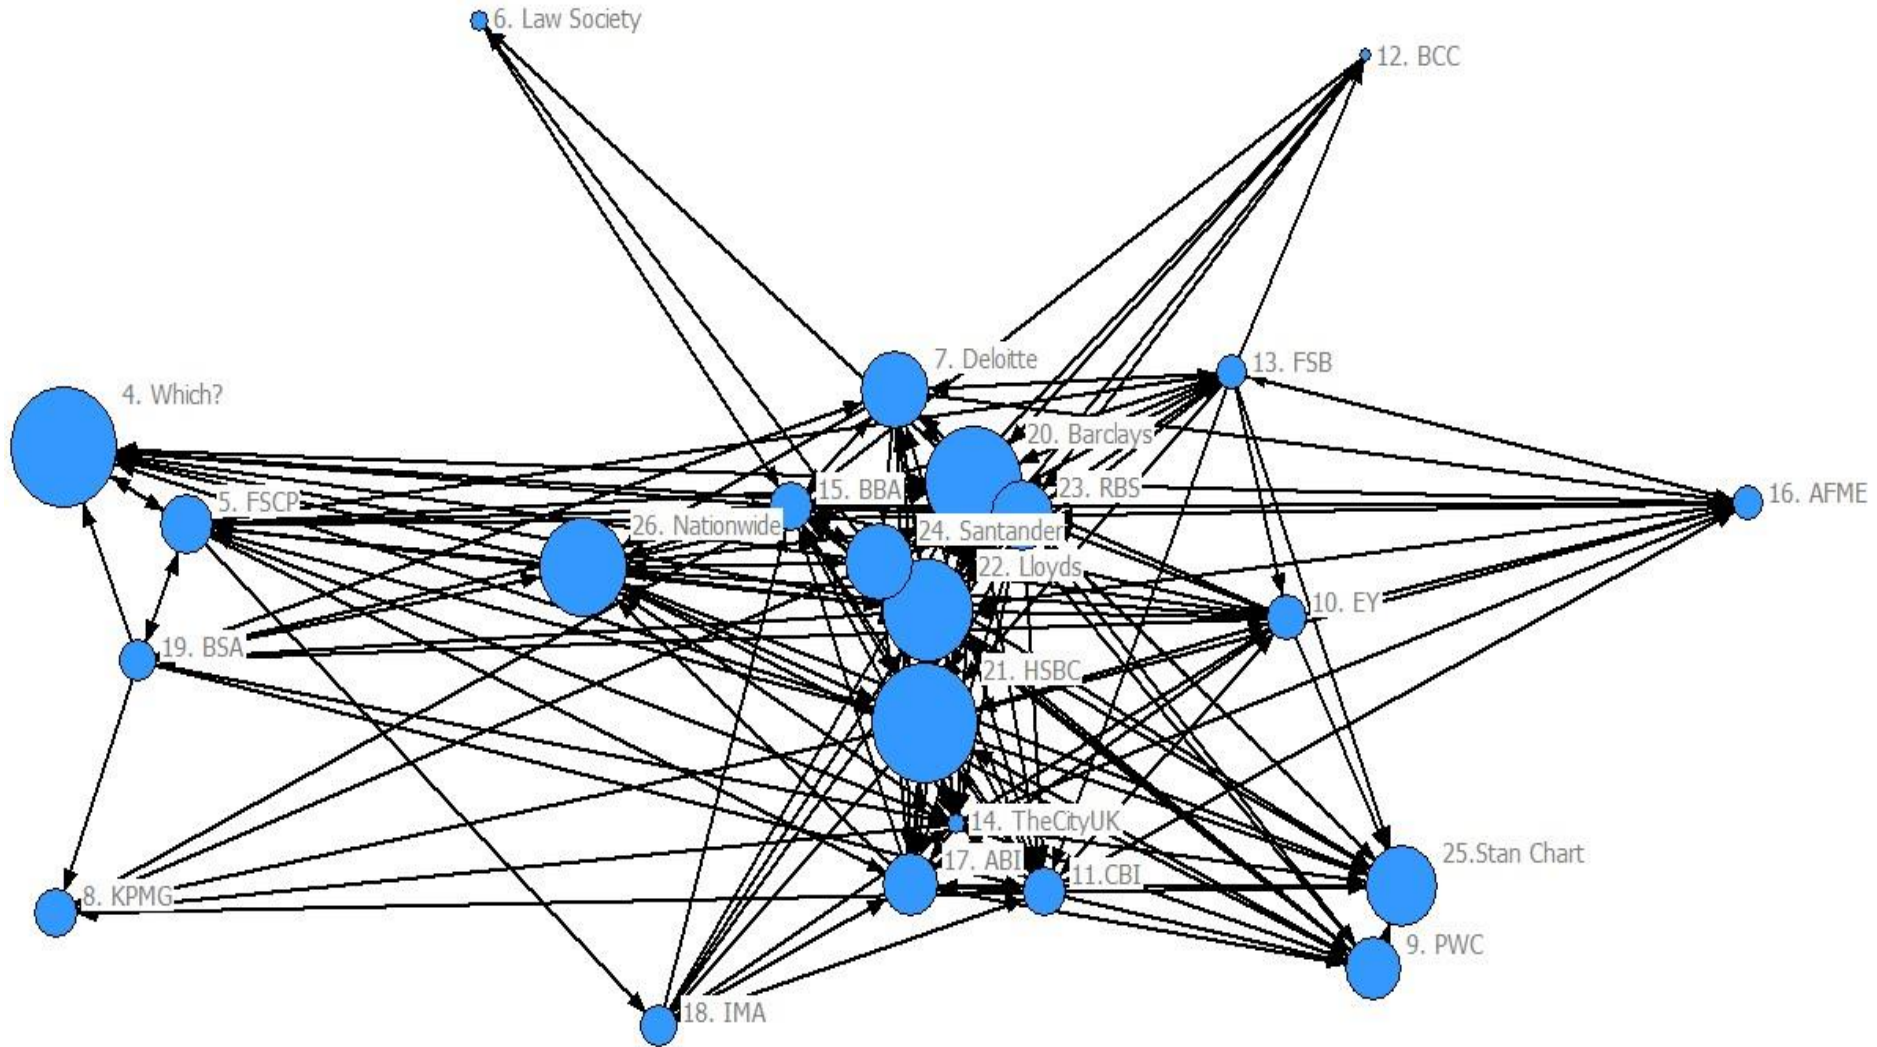 6. Law Society
12. BCC
7. Deloitte
13. FSB
4. Which?
20. Barclays
5. FSCP
15. BBA
23. RBS
16. AFME
26. Nationwide
24. Santander
22. Lloyds
10. EY
19. BSA
21. HSBC
14. TheCityUK
17. ABI
11.CBI
25.Stan Chart
8. KPMG
9. PWC
18. IMA